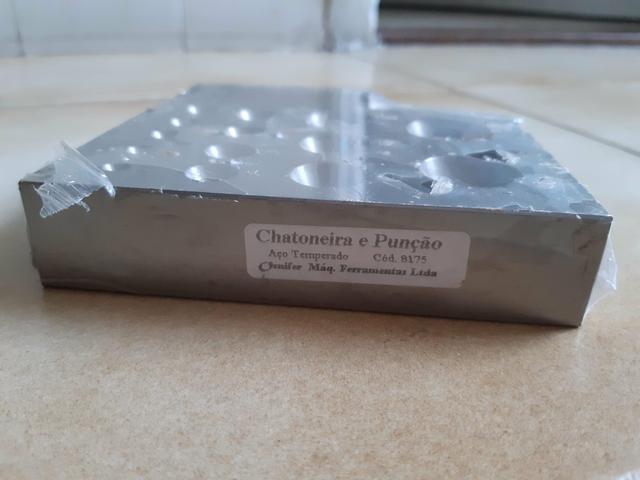 Chatoneira e Punção
Aço Temperado Cód. 8175
Máq. Ferramentas Ltda